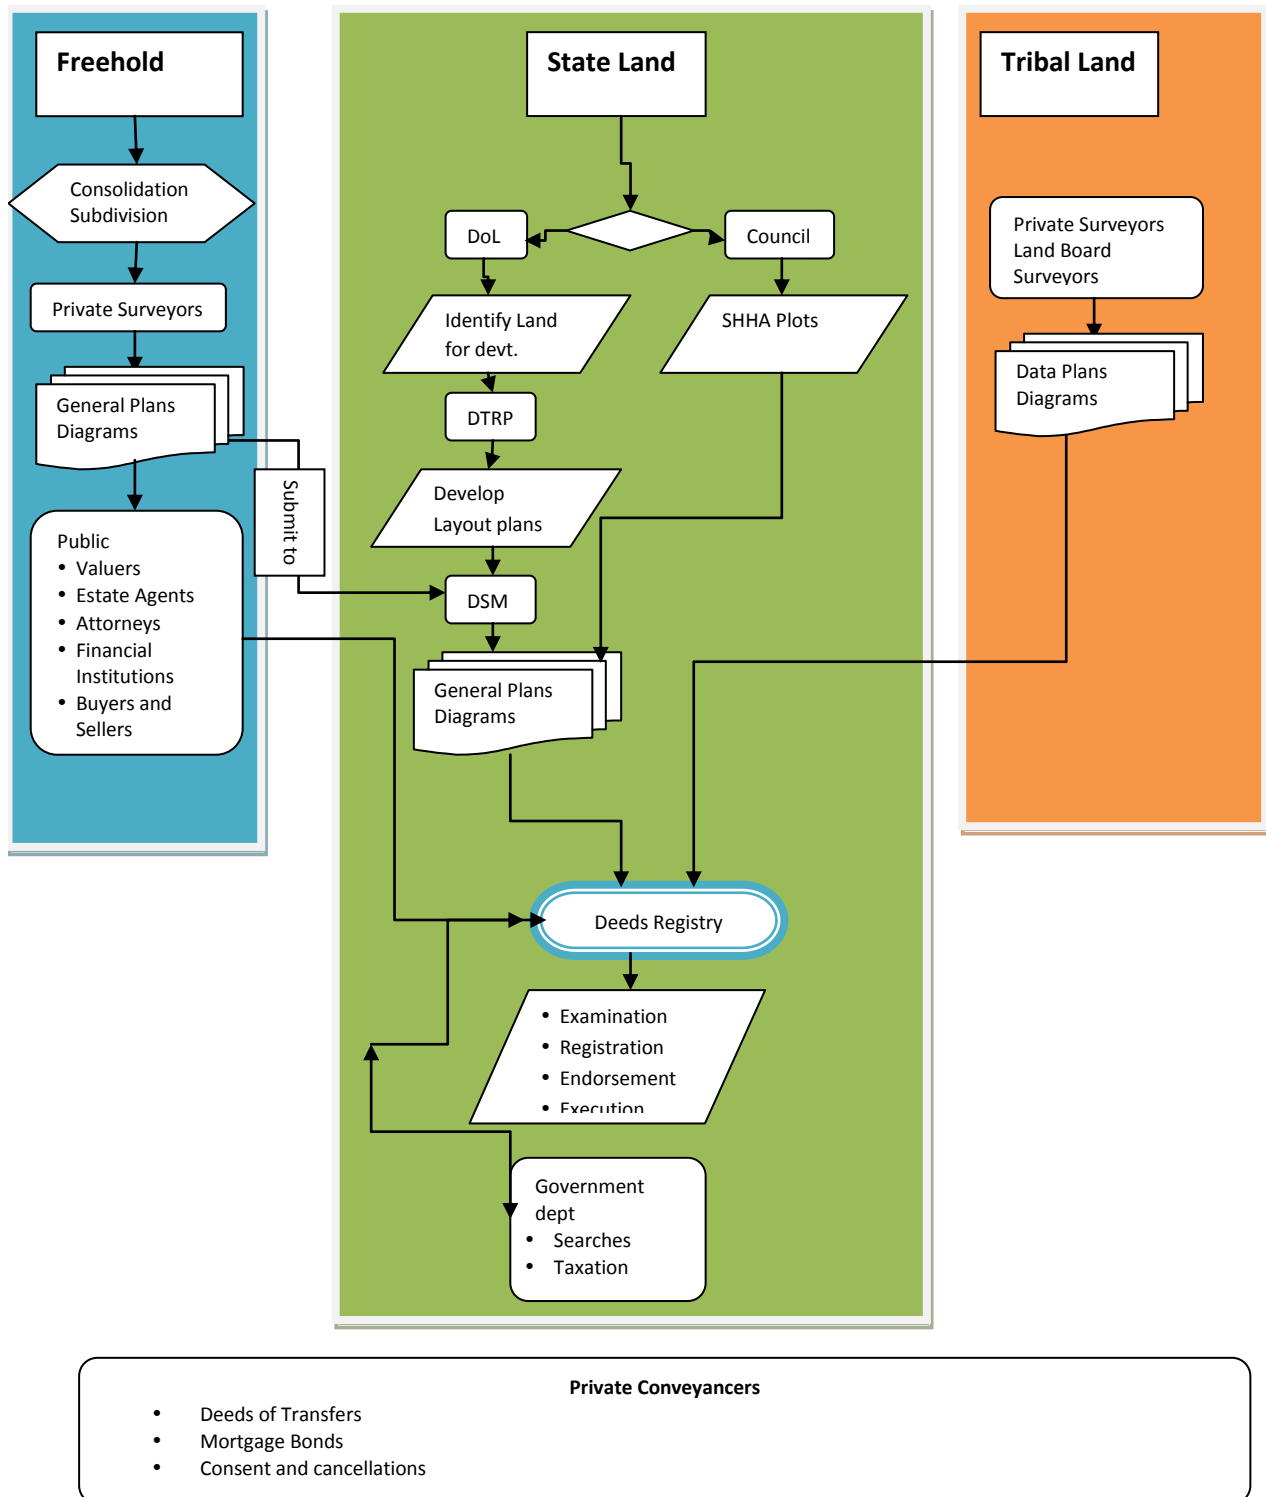 Freehold
Consolidation
Subdivision
Private Surveyors
General Plans
Diagrams
Submit to
Public
• Valuers
• Estate Agents
• Attorneys
• Financial
Institutions
• Buyers and
Sellers
State Land
DoL
Council
Identify Land
for devt.
SHHA Plots
DTRP
Develop
Layout plans
DSM
General Plans
Diagrams
Tribal Land
Private Surveyors
Land Board
Surveyors
Data Plans
Diagrams
Deeds Registry
• Examination
• Registration
• Endorsement
• Execution
Government
dept
• Searches
• Taxation
Private Conveyancers
• Deeds of Transfers
• Mortgage Bonds
• Consent and cancellations